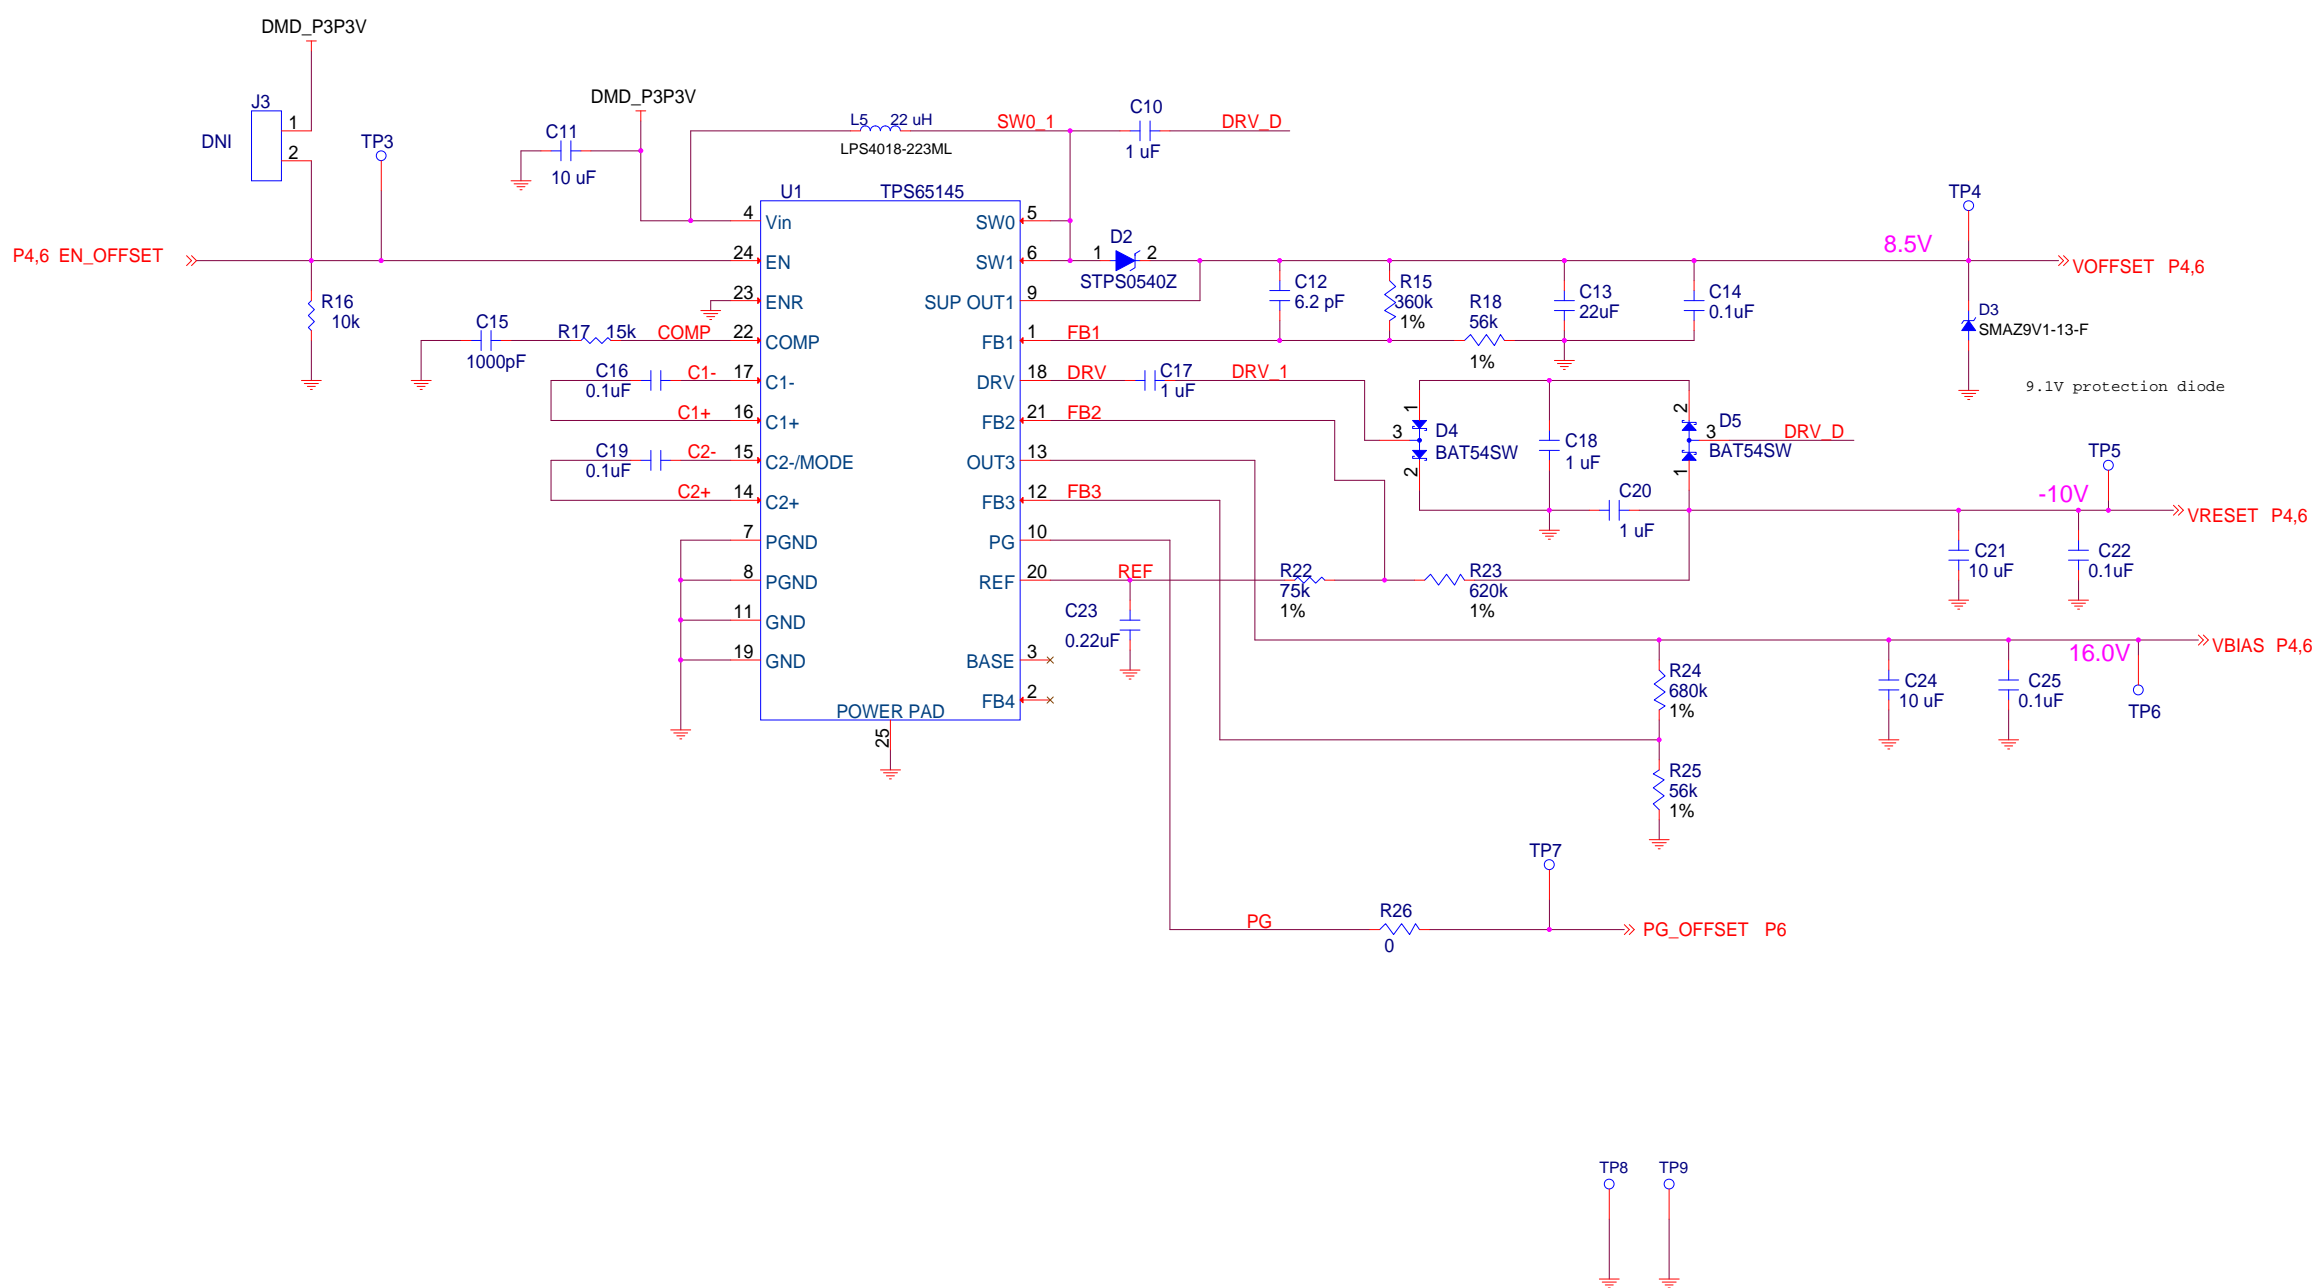 DMD_P3P3V
J3
1
2
DNI
TP3
DMD_P3P3V
C11
10 uF
L5 22 uH
LPS4018-223ML
SW0_1
C10
1 uF
DRV_D
U1 TPS65145
P4,6 EN_OFFSET
R16
10k
C15
1000pF
R17 15k
COMP
C16
0.1uF
C1-
C1+
C19
0.1uF
C2-
C2+
4 Vin
24 EN
23 ENR
22 COMP
17 C1-
16 C1+
15 C2-/MODE
14 C2+
7 PGND
8 PGND
11 GND
19 GND
POWER PAD
25
SW0 5
SW1 6
SUP OUT1 9
FB1 1
DRV 18
FB2 21
OUT3 13
FB3 12
PG 10
REF 20
BASE 3
FB4 2
D2
1 2
STPS0540Z
C12
6.2 pF
R15
360k
1%
R18
56k
1%
C13
22uF
C14
0.1uF
8.5V
TP4
VOFFSET P4,6
D3
SMAZ9V1-13-F
9.1V protection diode
FB1
DRV
C17
1 uF
DRV_1
FB2
FB3
1
3
2
D4
BAT54SW
C18
1 uF
2
3
1
D5
BAT54SW
DRV_D
C20
1 uF
TP5
-10V
VRESET P4,6
C21
10 uF
C22
0.1uF
REF
C23
0.22uF
R22
75k
1%
R23
620k
1%
16.0V
VBIAS P4,6
R24
680k
1%
C24
10 uF
C25
0.1uF
TP6
R25
56k
1%
TP7
PG
R26
0
PG_OFFSET P6
TP8
TP9